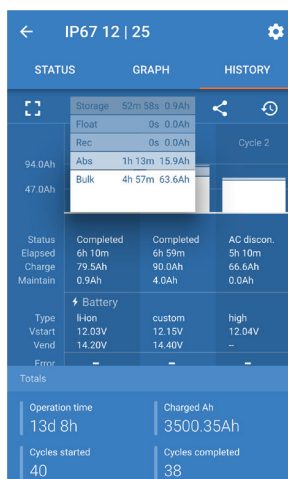 IP67 12 | 25
STATUS GRAPH HISTORY
Storage 52m 58s 0.9Ah
Float 0s 0.0Ah
Rec 0s 0.0Ah
Cycle 2
Abs 1h 13m 15.9Ah
94.0Ah
Bulk 4h 57m 63.6Ah
47.0Ah
Status Completed Completed AC discon.
Elapsed 6h 10m 6h 59m 5h 10m
Charge 79.5Ah 90.0Ah 66.6Ah
Maintain 0.9Ah 4.0Ah 0.0Ah
Battery
Type li-ion custom high
Vstart 12.03V 12.15V 12.04V
Vend 14.20V 14.40V --
Error – – –
Totals
Operation time Charged Ah
13d 8h 3500.35Ah
Cycles started Cycles completed
40 38